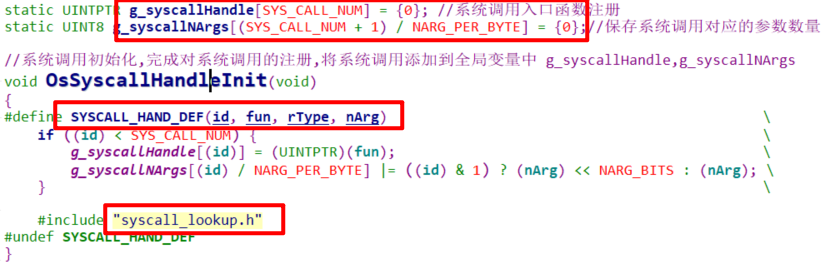 static UINTPTR g_syscallHandle[SYS_CALL_NUM] = {0}; //系统调用入口函数注册
static UINT8 g_syscallNArgs[(SYS_CALL_NUM + 1) / NARG_PER_BYTE] = {0};//保存系统调用对应的参数数量
//系统调用初始化,完成对系统调用的注册,将系统调用添加到全局变量中 g_syscallHandle,g_syscallNArgs
void OsSyscallHandleInit(void)
{
#define SYSCALL_HAND_DEF(id, fun, rType, nArg) \
if ((id) < SYS_CALL_NUM) { \
g_syscallHandle[(id)] = (UINTPTR)(fun); \
g_syscallNArgs[(id) / NARG_PER_BYTE] |= ((id) & 1) ? (nArg) << NARG_BITS : (nArg); \
} \
#include "syscall_lookup.h"
#undef SYSCALL_HAND_DEF
}